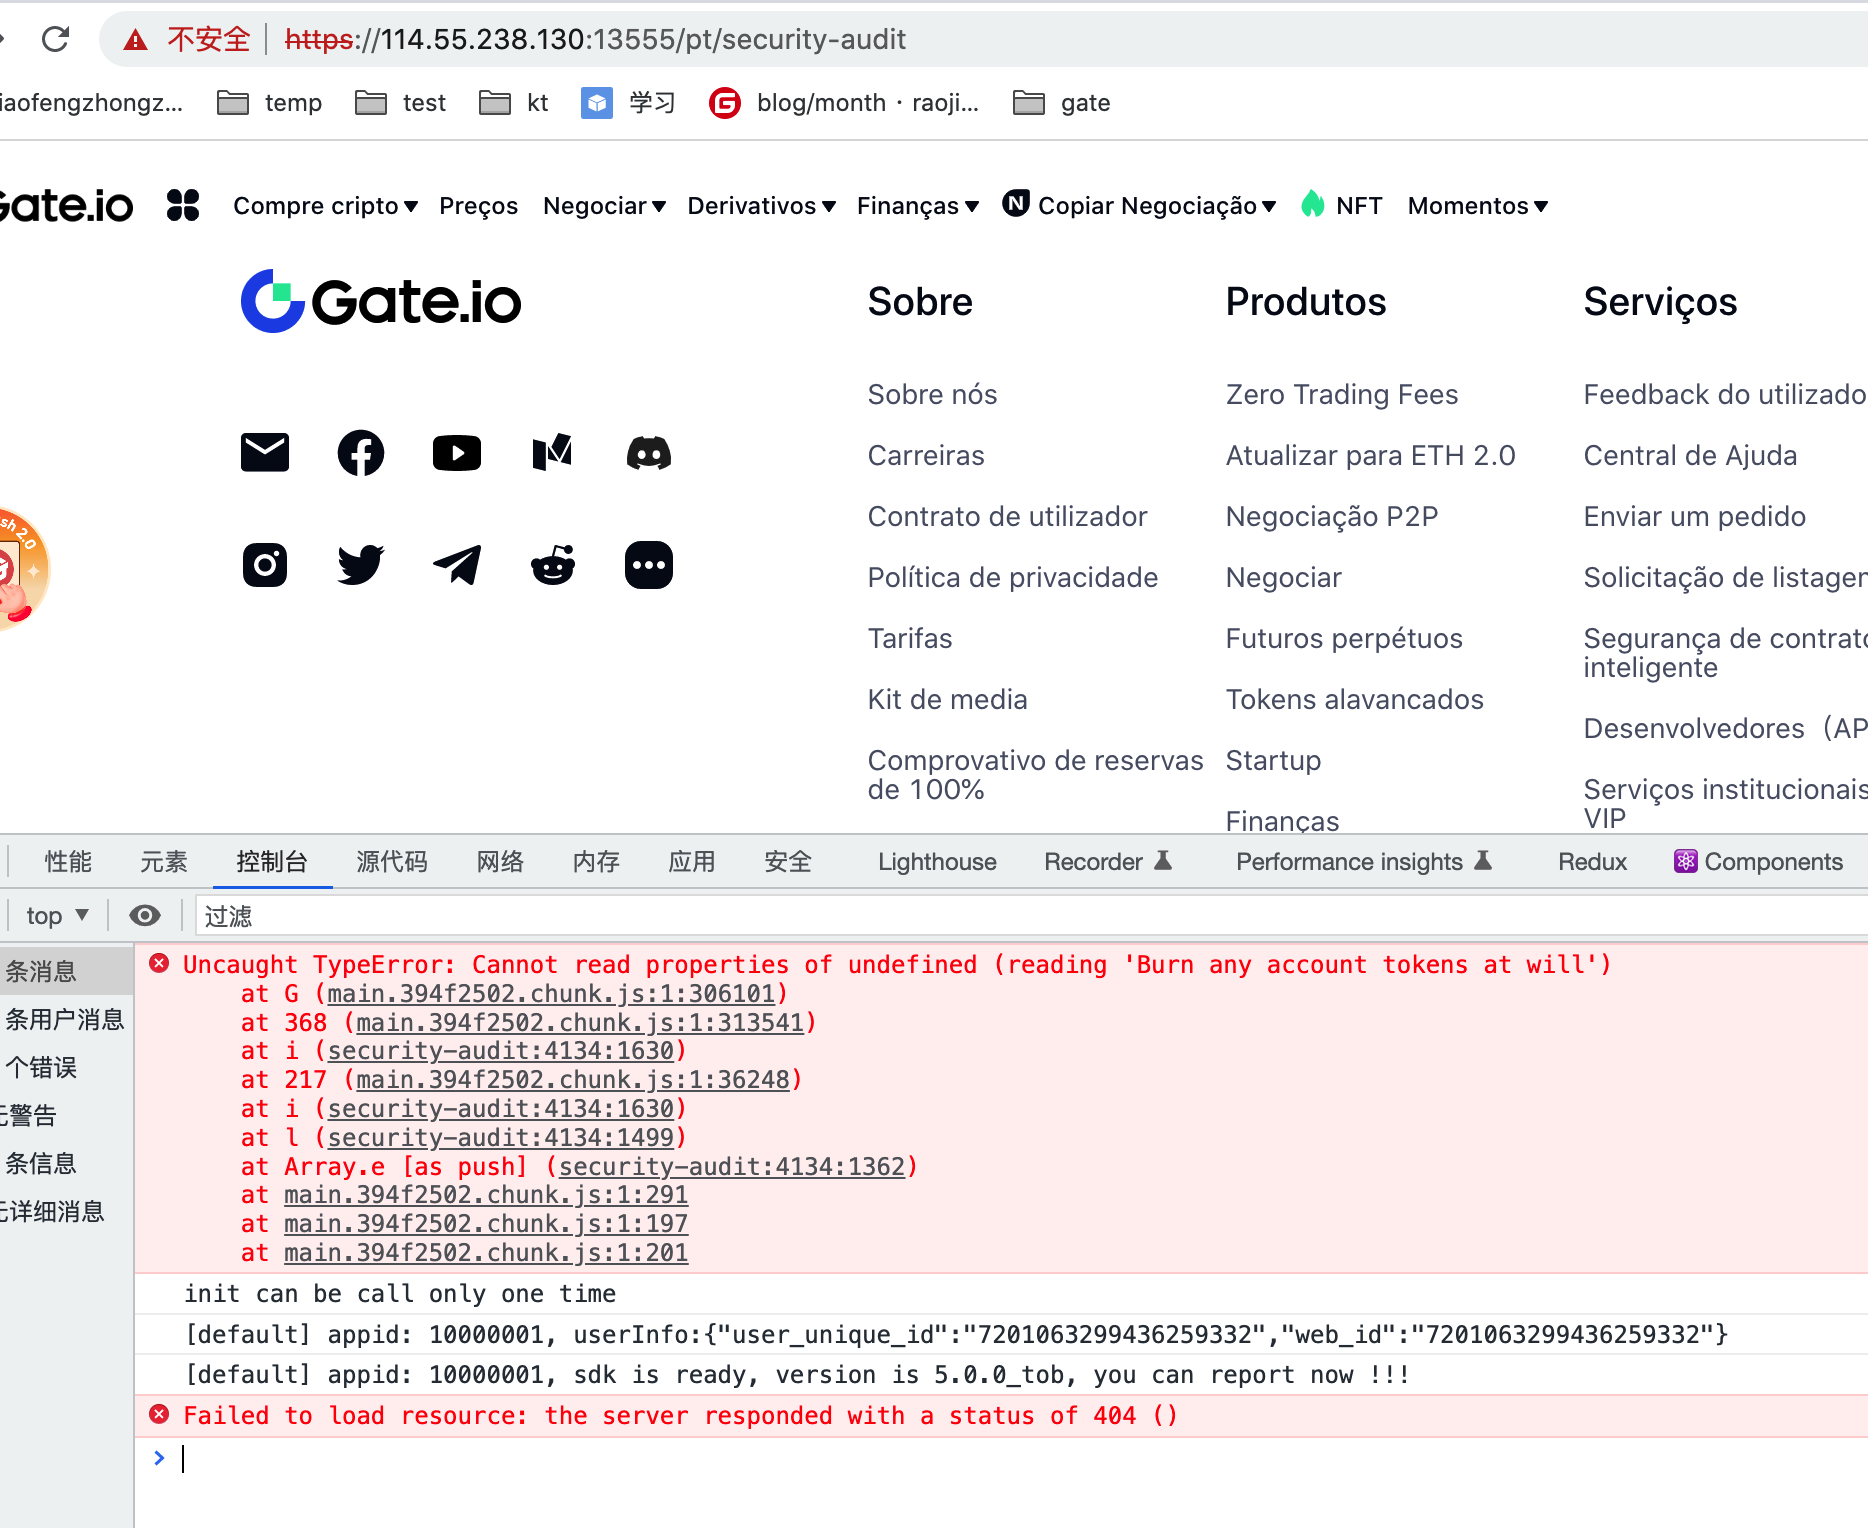 不安全 https://114.55.238.130:13555/pt/security-audit
iaofengzhongz... temp test kt 学习 blog/month · raoji... gate
Gate.io Compre cripto Preços Negociar Derivativos Finanças Copiar Negociação NFT Momentos
Gate.io
Sobre
Sobre nós
Carreiras
Contrato de utilizador
Política de privacidade
Tarifas
Kit de media
Comprovativo de reservas
de 100%
Produtos
Zero Trading Fees
Atualizar para ETH 2.0
Negociação P2P
Negociar
Futuros perpétuos
Tokens alavancados
Startup
Finanças
Serviços
Feedback do utilizado
Central de Ajuda
Enviar um pedido
Solicitação de listagem
Segurança de contrato
inteligente
Desenvolvedores（AP
Serviços institucionais
VIP
sh 2.0
性能 元素 控制台 源代码 网络 内存 应用 安全 Lighthouse Recorder Performance insights Redux Components
top 过滤
条消息
条用户消息
个错误
无警告
条信息
无详细消息
Uncaught TypeError: Cannot read properties of undefined (reading 'Burn any account tokens at will')
at G (main.394f2502.chunk.js:1:306101)
at 368 (main.394f2502.chunk.js:1:313541)
at i (security-audit:4134:1630)
at 217 (main.394f2502.chunk.js:1:36248)
at i (security-audit:4134:1630)
at l (security-audit:4134:1499)
at Array.e [as push] (security-audit:4134:1362)
at main.394f2502.chunk.js:1:291
at main.394f2502.chunk.js:1:197
at main.394f2502.chunk.js:1:201
init can be call only one time
[default] appid: 10000001, userInfo:{"user_unique_id":"7201063299436259332","web_id":"7201063299436259332"}
[default] appid: 10000001, sdk is ready, version is 5.0.0_tob, you can report now !!!
Failed to load resource: the server responded with a status of 404 ()